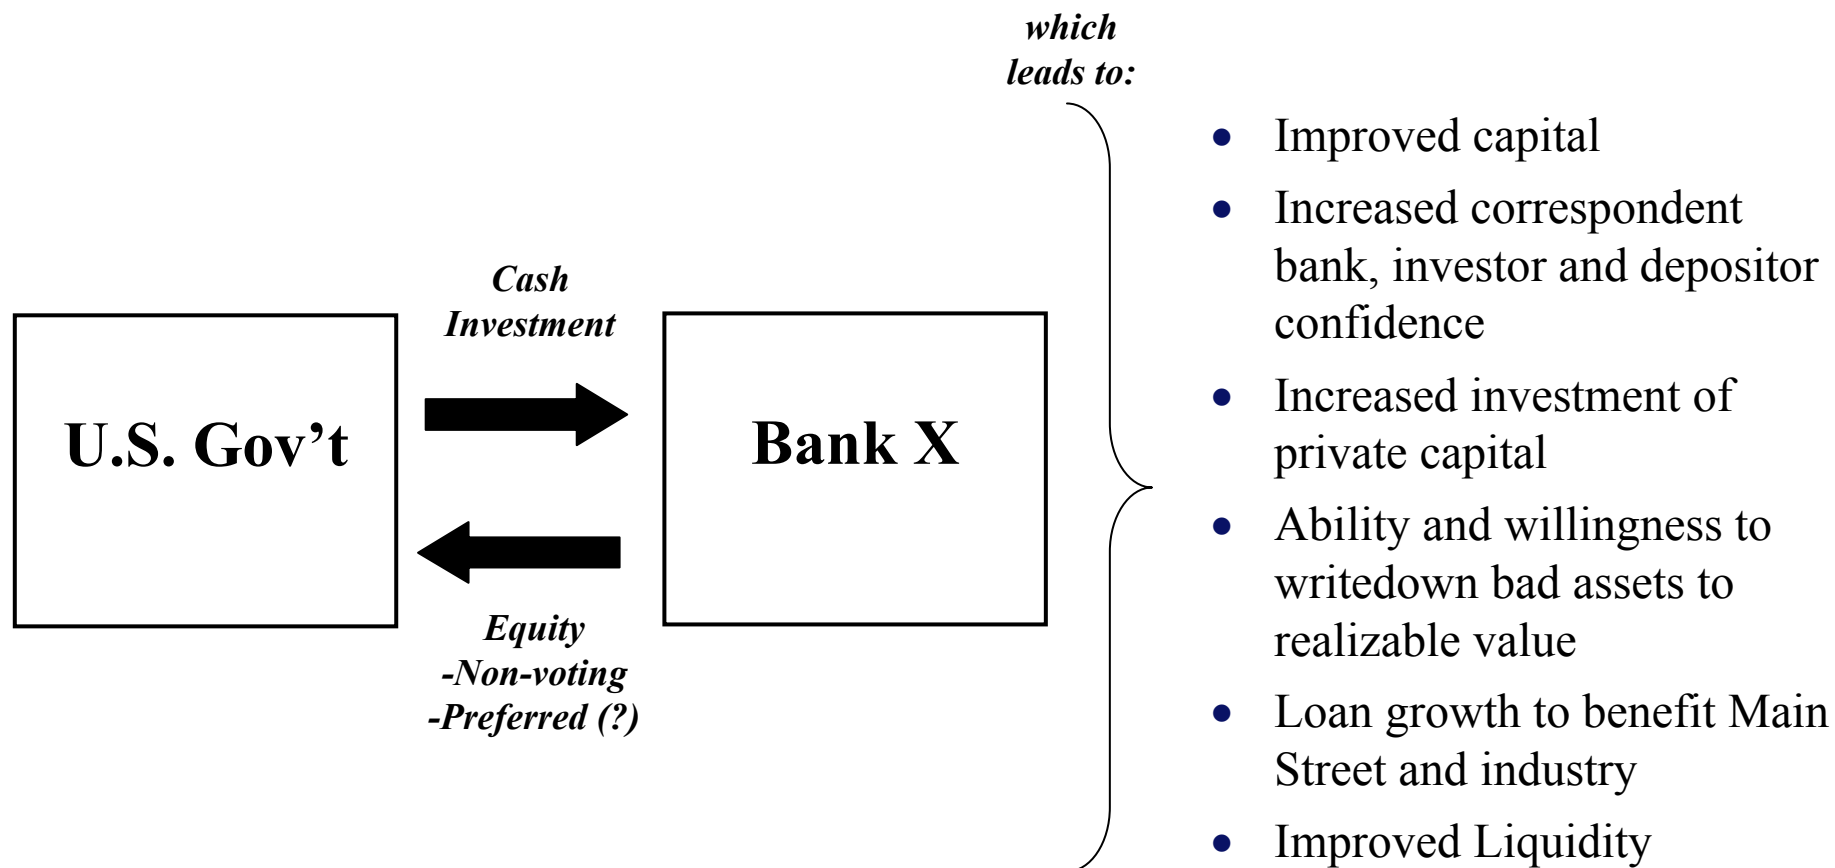 which
leads to:
Cash
Investment
U.S. Gov’t
Bank X
Equity
-Non-voting
-Preferred (?)
• Improved capital
• Increased correspondent
bank, investor and depositor
confidence
• Increased investment of
private capital
• Ability and willingness to
writedown bad assets to
realizable value
• Loan growth to benefit Main
Street and industry
• Improved Liquidity